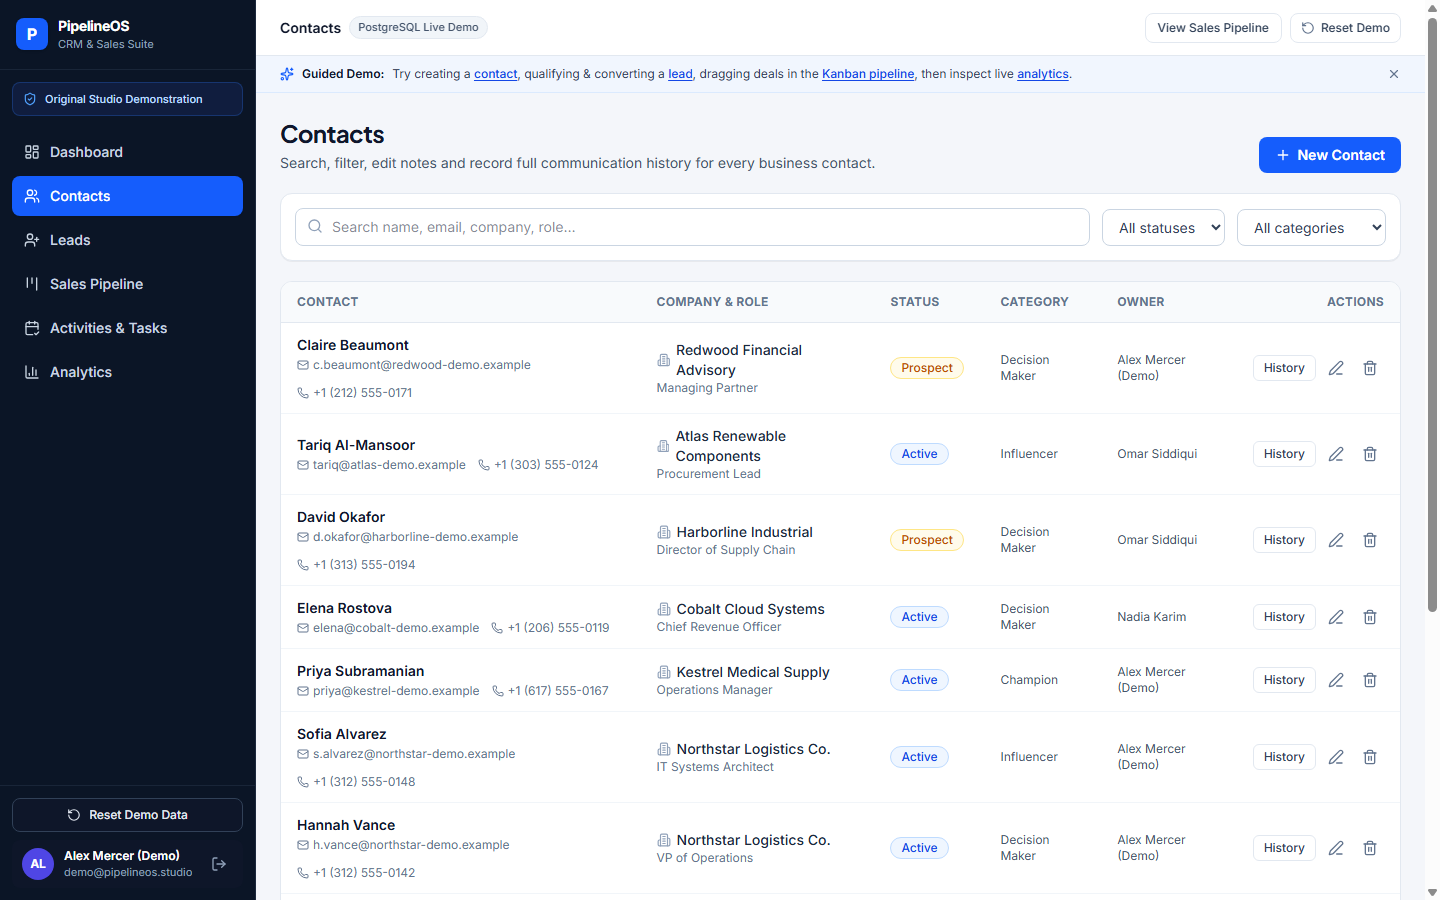 P
PipelineOS
CRM & Sales Suite
Original Studio Demonstration
Dashboard
Contacts
Leads
Sales Pipeline
Activities & Tasks
Analytics
Reset Demo Data
AL
Alex Mercer (Demo)
demo@pipelineos.studio
Contacts
PostgreSQL Live Demo
View Sales Pipeline
Reset Demo
Guided Demo: Try creating a contact, qualifying & converting a lead, dragging deals in the Kanban pipeline, then inspect live analytics.
Contacts
Search, filter, edit notes and record full communication history for every business contact.
New Contact
Search name, email, company, role...
All statuses
All categories
CONTACT COMPANY & ROLE STATUS CATEGORY OWNER ACTIONS
Claire Beaumont
c.beaumont@redwood-demo.example
+1 (212) 555-0171
Redwood Financial
Advisory
Managing Partner
Prospect
Decision
Maker
Alex Mercer
(Demo)
History
Tariq Al-Mansoor
tariq@atlas-demo.example +1 (303) 555-0124
Atlas Renewable
Components
Procurement Lead
Active
Influencer
Omar Siddiqui
History
David Okafor
d.okafor@harborline-demo.example
+1 (313) 555-0194
Harborline Industrial
Director of Supply Chain
Prospect
Decision
Maker
Omar Siddiqui
History
Elena Rostova
elena@cobalt-demo.example +1 (206) 555-0119
Cobalt Cloud Systems
Chief Revenue Officer
Active
Decision
Maker
Nadia Karim
History
Priya Subramanian
priya@kestrel-demo.example +1 (617) 555-0167
Kestrel Medical Supply
Operations Manager
Active
Champion
Alex Mercer
(Demo)
History
Sofia Alvarez
s.alvarez@northstar-demo.example
+1 (312) 555-0148
Northstar Logistics Co.
IT Systems Architect
Active
Influencer
Alex Mercer
(Demo)
History
Hannah Vance
h.vance@northstar-demo.example
+1 (312) 555-0142
Northstar Logistics Co.
VP of Operations
Active
Decision
Maker
Alex Mercer
(Demo)
History